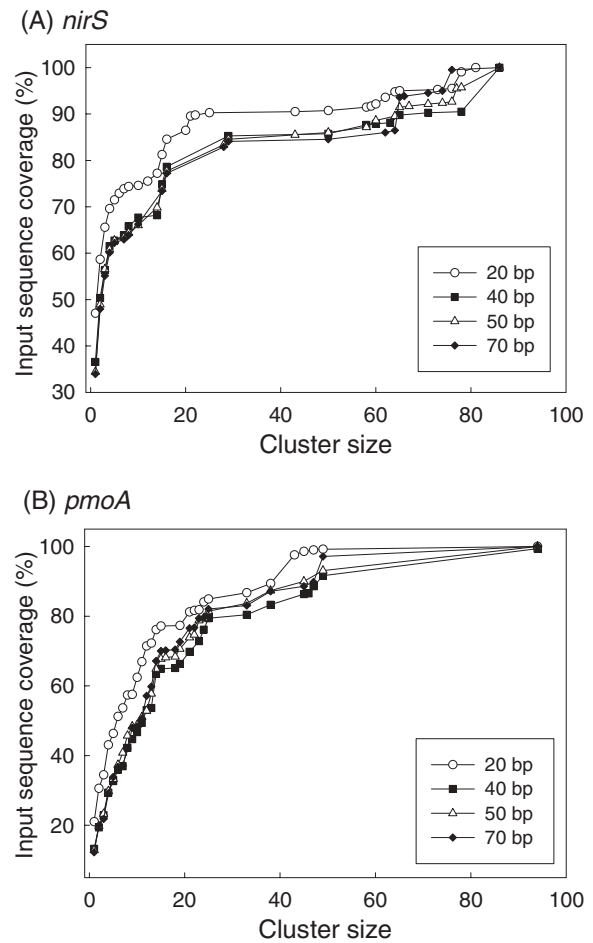 (A) nirS
Input sequence coverage (%)
100
90
80
70
60
50
40
30
0 20 40 60 80 100
Cluster size
20 bp
40 bp
50 bp
70 bp
(B) pmoA
Input sequence coverage (%)
100
80
60
40
20
0 20 40 60 80 100
Cluster size
20 bp
40 bp
50 bp
70 bp